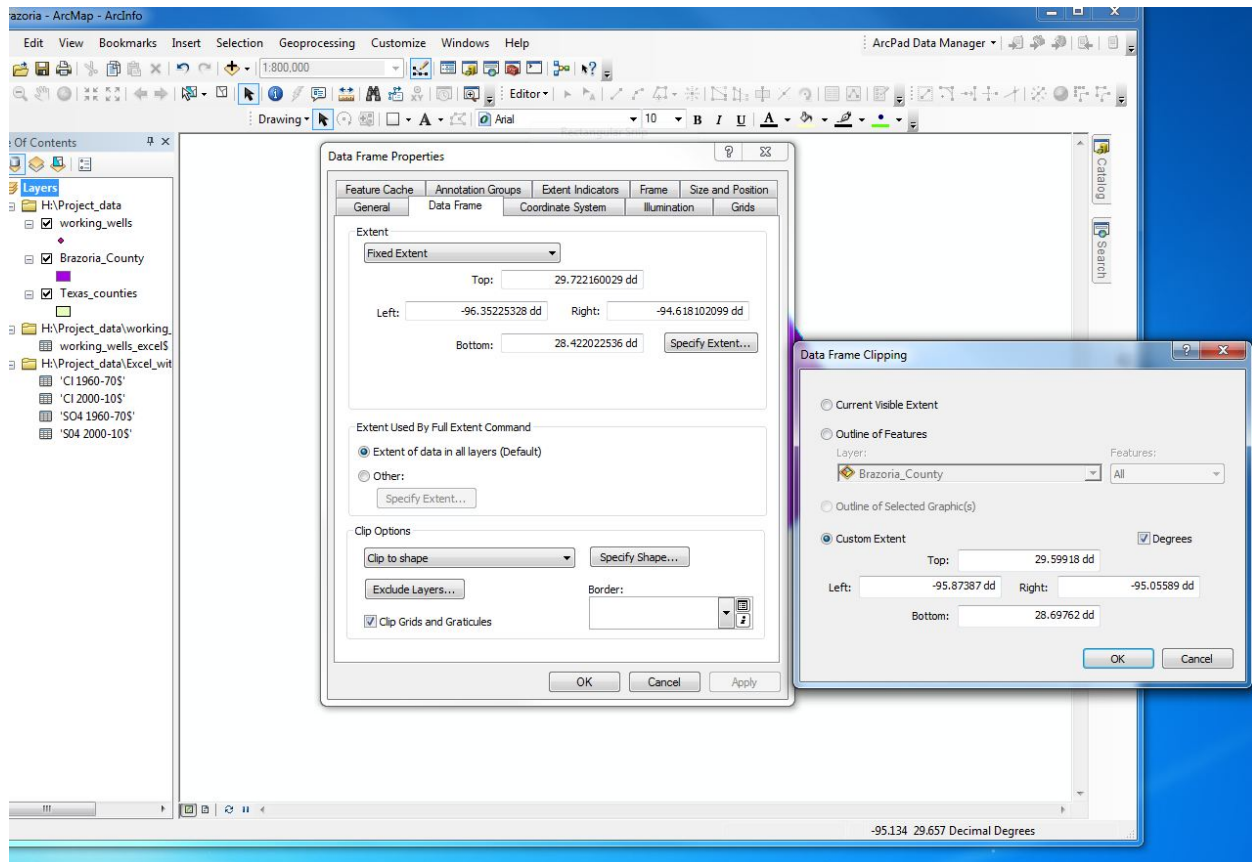 azoria - ArcMap - ArcInfo
Edit View Bookmarks Insert Selection Geoprocessing Customize Windows Help
ArcPad Data Manager
1:800,000
Editor
Drawing
A
Arial
10
B I U A
Of Contents
Layers
H:\Project_data
working_wells
Brazoria_County
Texas_counties
H:\Project_data\working_
working_wells_excel$
H:\Project_data\Excel_wit
'Cl 1960-70$'
'Cl 2000-10$'
'SO4 1960-70$'
'S04 2000-10$'
Data Frame Properties
Feature Cache Annotation Groups Extent Indicators Frame Size and Position
General Data Frame Coordinate System Illumination Grids
Extent
Fixed Extent
Top: 29.722160029 dd
Left: -96.35225328 dd Right: -94.618102099 dd
Bottom: 28.422022536 dd Specify Extent...
Extent Used By Full Extent Command
Extent of data in all layers (Default)
Other:
Specify Extent...
Clip Options
Clip to shape Specify Shape...
Exclude Layers... Border:
Clip Grids and Graticules
OK Cancel Apply
Data Frame Clipping
Current Visible Extent
Outline of Features
Layer: Features:
Brazoria_County All
Outline of Selected Graphic(s)
Custom Extent Degrees
Top: 29.59918 dd
Left: -95.87387 dd Right: -95.05589 dd
Bottom: 28.69762 dd
OK Cancel
Catalog
Search
-95.134 29.657 Decimal Degrees